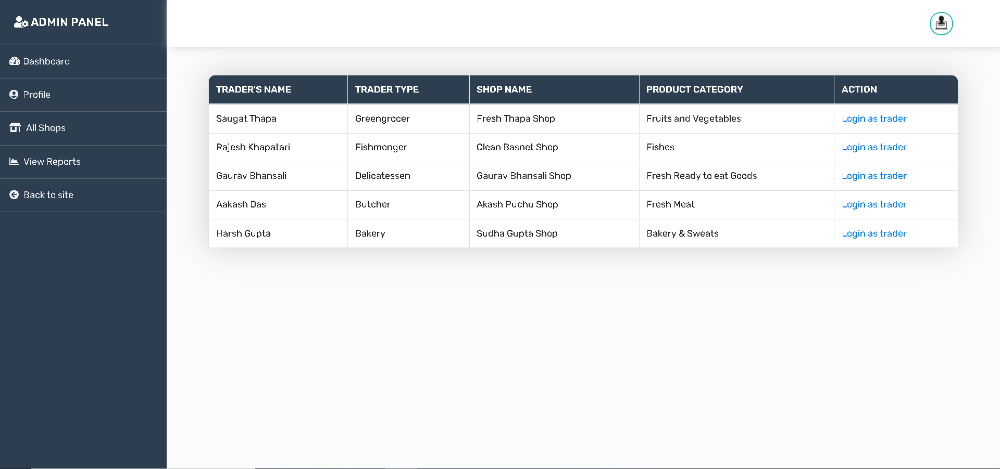 ADMIN PANEL
Dashboard
Profile
All Shops
View Reports
Back to site
TRADER'S NAME TRADER TYPE SHOP NAME PRODUCT CATEGORY ACTION
Saugat Thapa Greengrocer Fresh Thapa Shop Fruits and Vegetables Login as trader
Rajesh Khapatari Fishmonger Clean Basnet Shop Fishes Login as trader
Gaurav Bhansali Delicatessen Gaurav Bhansali Shop Fresh Ready to eat Goods Login as trader
Aakash Das Butcher Akash Puchu Shop Fresh Meat Login as trader
Harsh Gupta Bakery Sudha Gupta Shop Bakery & Sweats Login as trader